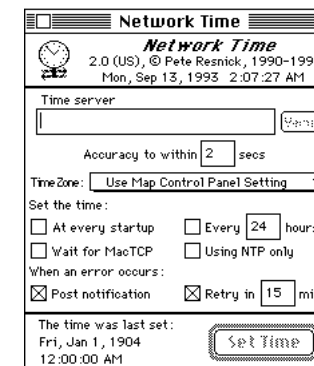 Network Time
Network Time
2.0 (US), © Pete Resnick, 1990-199
Mon, Sep 13, 1993 2:07:27 AM
Time server
Accuracy to within 2 secs
Time Zone: Use Map Control Panel Setting
Set the time:
At every startup Every 24 hours
Wait for MacTCP Using NTP only
When an error occurs:
Post notification Retry in 15 mi
The time was last set:
Fri, Jan 1, 1904
12:00:00 AM
Set Time